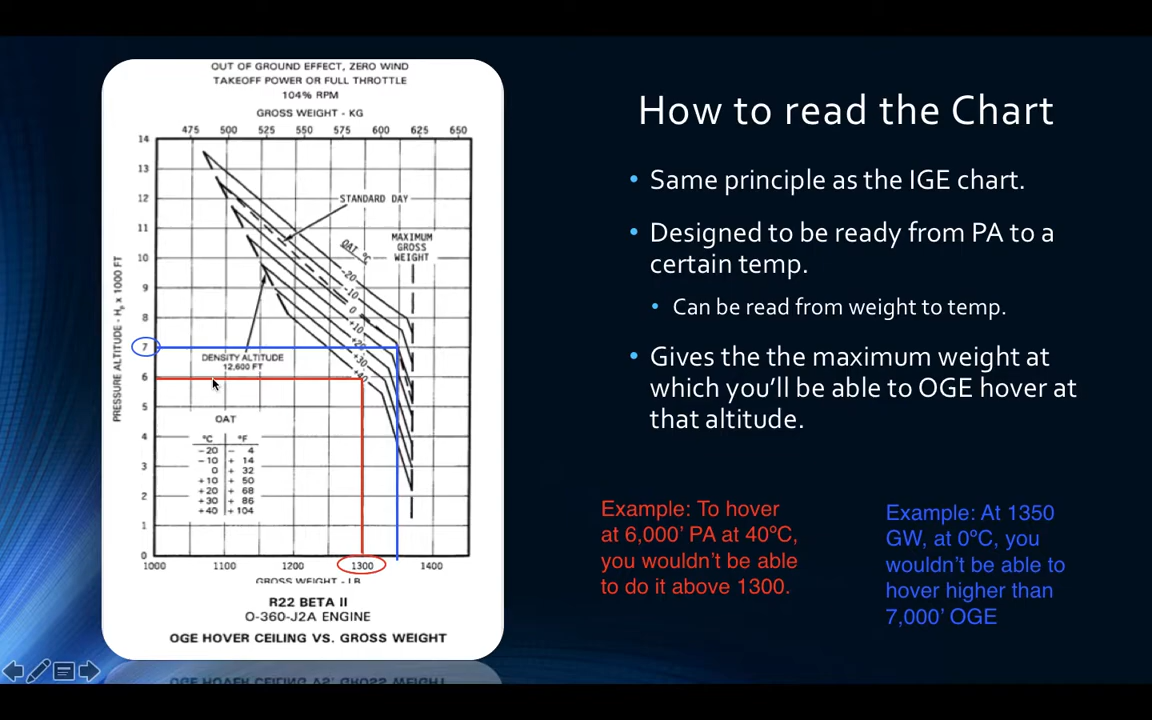 OUT OF GROUND EFFECT, ZERO WIND
TAKEOFF POWER OR FULL THROTTLE
104% RPM
GROSS WEIGHT - KG
475 500 525 550 575 600 625 650
14
13
12
11
10
9
8
7
6
5
4
3
2
1
0
PRESSURE ALTITUDE - Hp x 1000 FT
STANDARD DAY
OAT °C
MAXIMUM
GROSS
WEIGHT
-20
-10
0
+10
+20
+30
+40
DENSITY ALTITUDE
12,600 FT
OAT
°C °F
-20 - 4
-10 + 14
0 + 32
+10 + 50
+20 + 68
+30 + 86
+40 + 104
1000 1100 1200 1300 1400
GROSS WEIGHT - LB
R22 BETA II
O-360-J2A ENGINE
OGE HOVER CEILING VS. GROSS WEIGHT
How to read the Chart
• Same principle as the IGE chart.
• Designed to be ready from PA to a
certain temp.
• Can be read from weight to temp.
• Gives the the maximum weight at
which you'll be able to OGE hover at
that altitude.
Example: To hover
at 6,000' PA at 40ºC,
you wouldn't be able
to do it above 1300.
Example: At 1350
GW, at 0ºC, you
wouldn't be able to
hover higher than
7,000' OGE